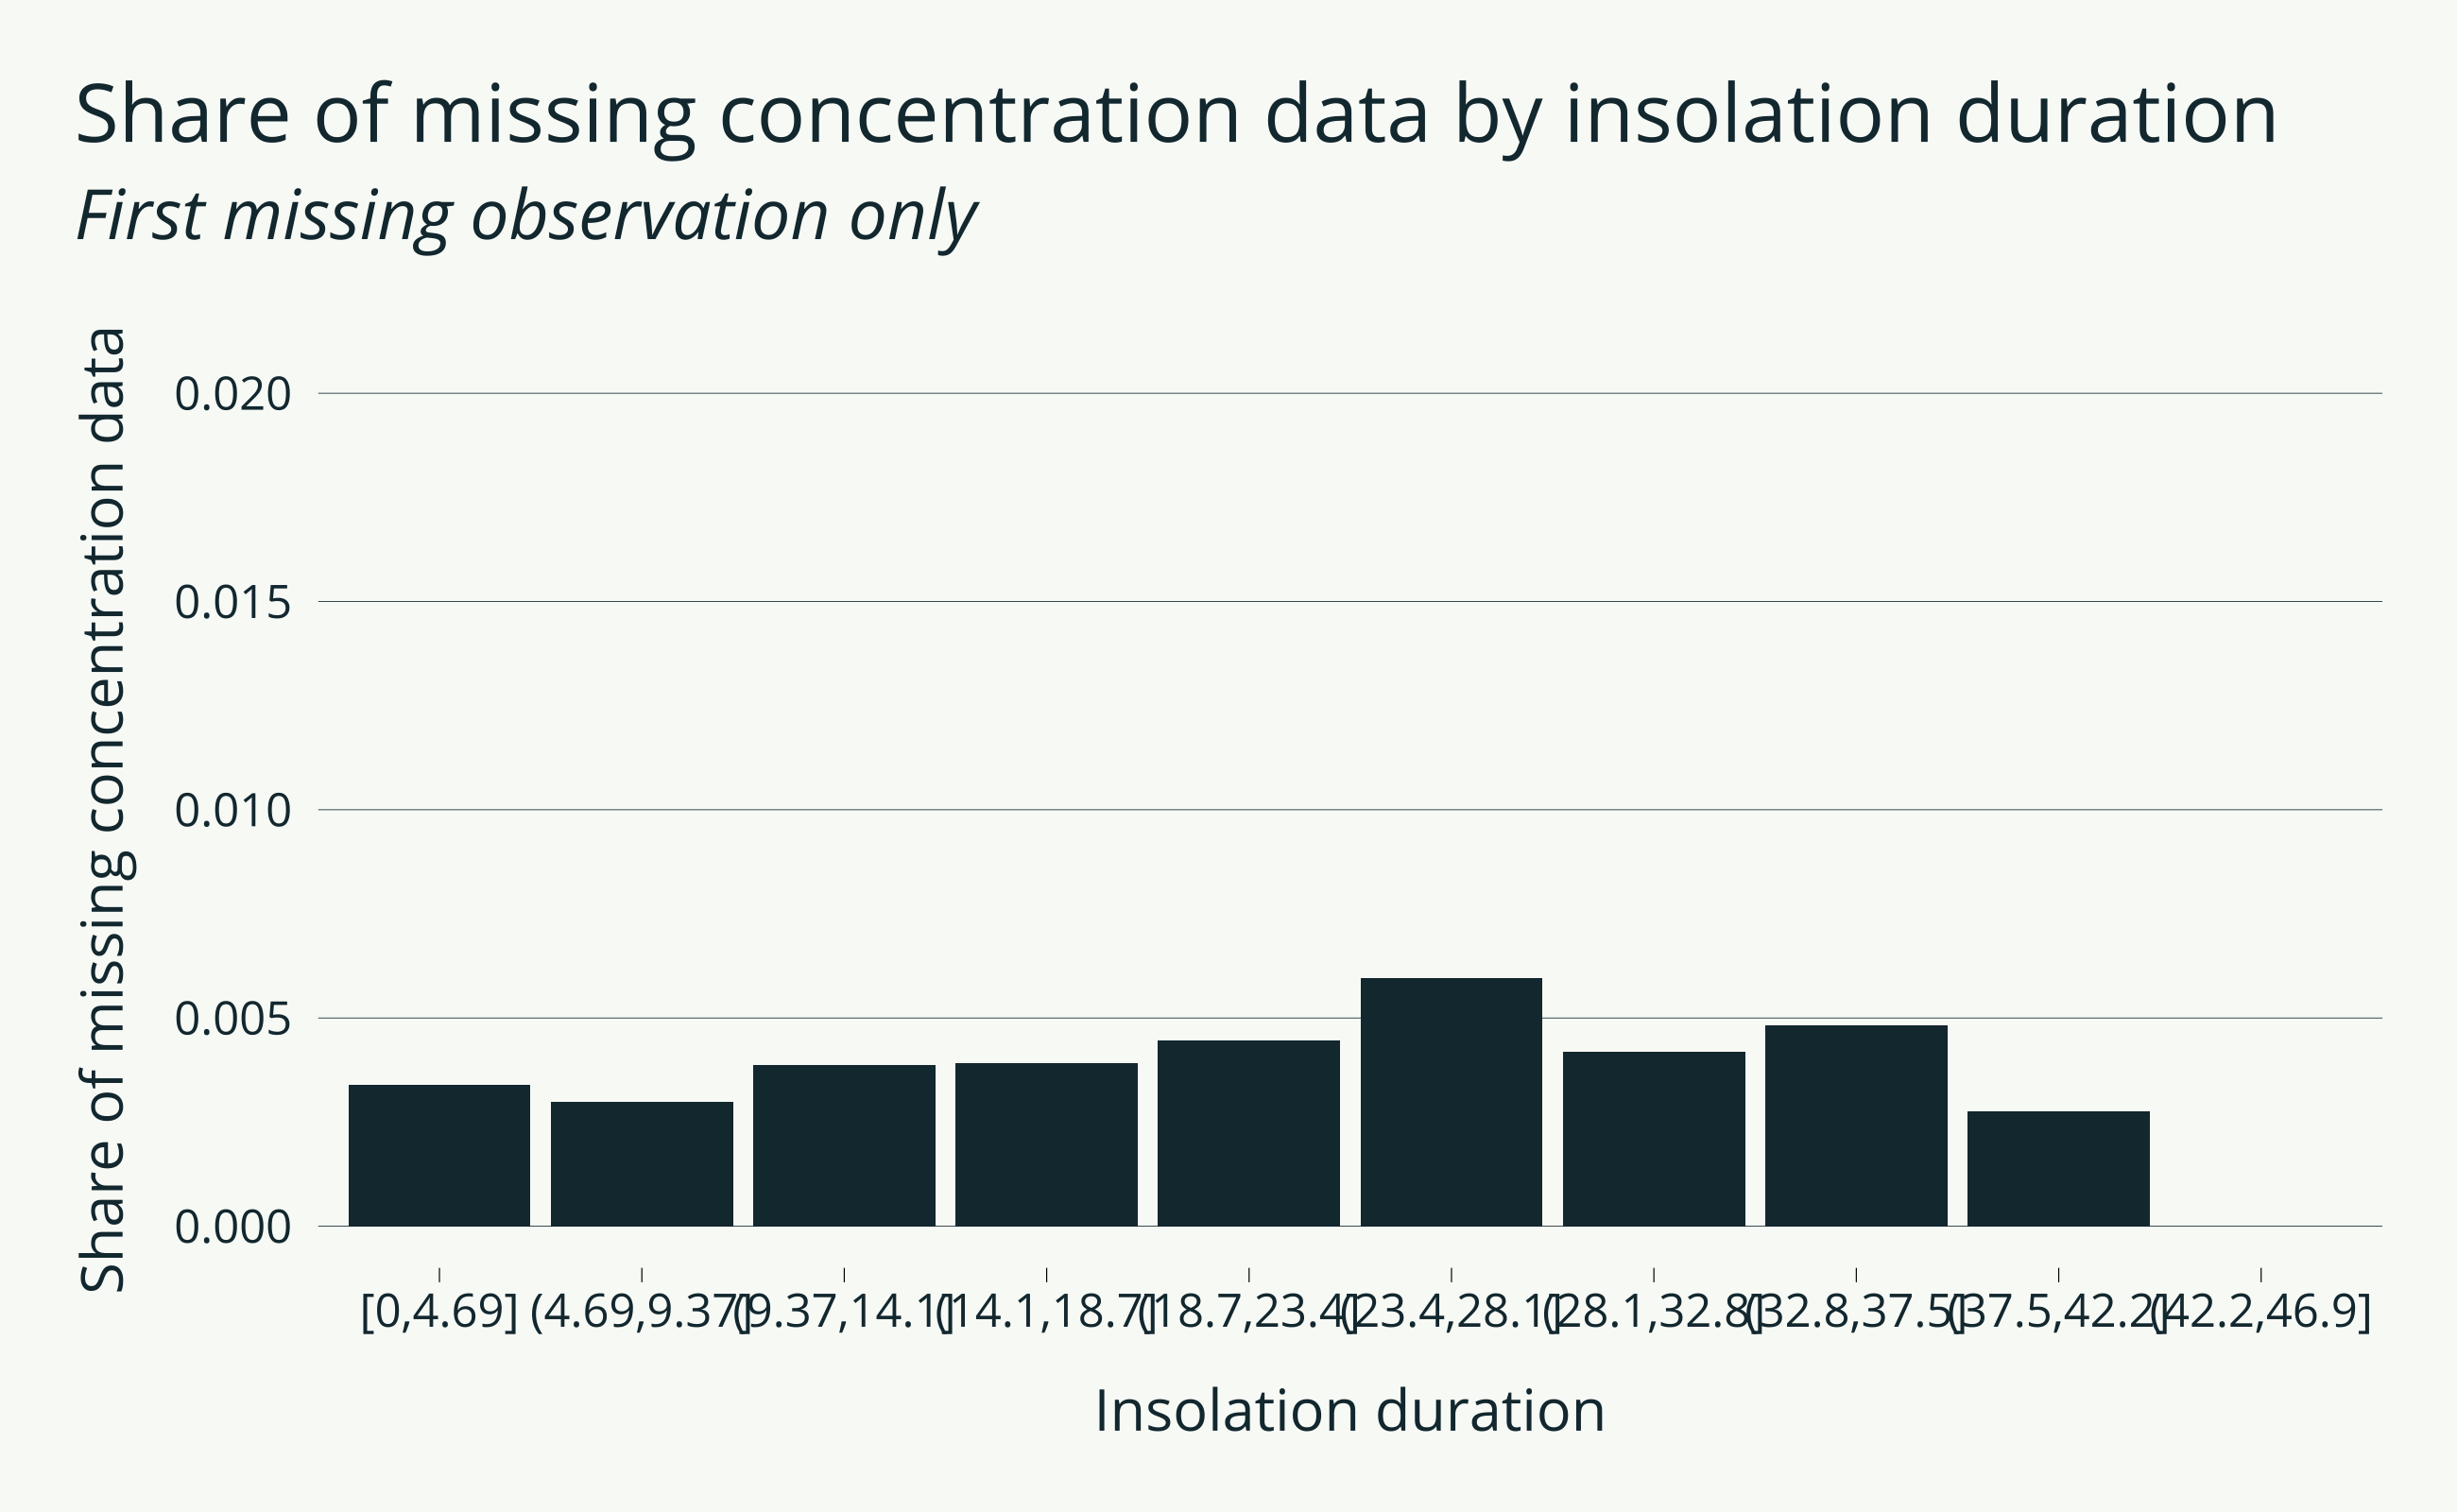 Share of missing concentration data by insolation duration
First missing observation only
Share of missing concentration data
0.020
0.015
0.010
0.005
0.000
[0,4.69] (4.69,9.37] (9.37,14.1] (14.1,18.7] (18.7,23.4] (23.4,28.1] (28.1,32.8] (32.8,37.5] (37.5,42.2] (42.2,46.9]
Insolation duration